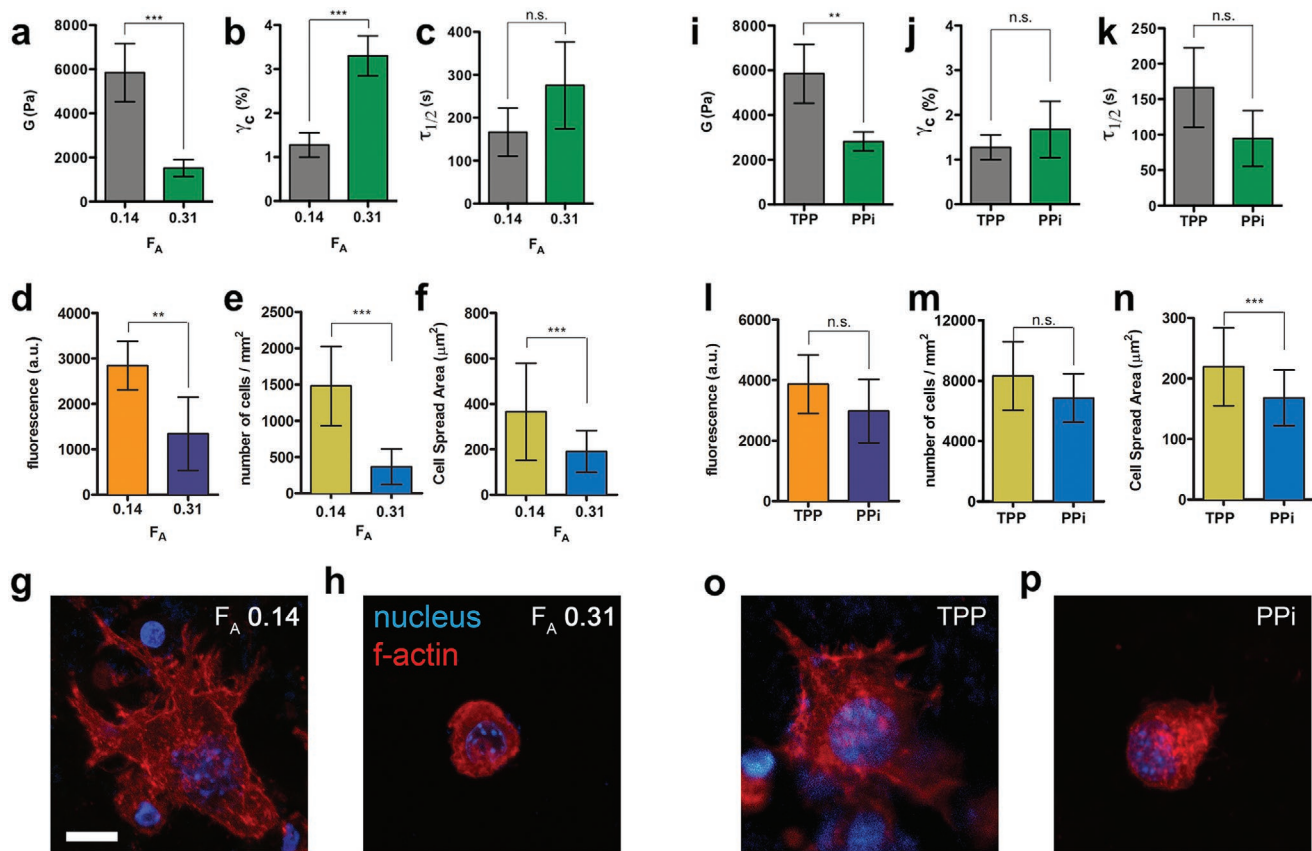 a
***
G (Pa)
8000
6000
4000
2000
0
0.14 0.31
F_A
b
***
γ_c (%)
4
3
2
1
0
0.14 0.31
F_A
c
n.s.
τ_1/2 (s)
400
300
200
100
0
0.14 0.31
F_A
i
**
G (Pa)
8000
6000
4000
2000
0
TPP PPi
j
n.s.
γ_c (%)
4
3
2
1
0
TPP PPi
k
n.s.
τ_1/2 (s)
250
200
150
100
50
0
TPP PPi
d
**
fluorescence (a.u.)
4000
3000
2000
1000
0
0.14 0.31
F_A
e
***
number of cells / mm²
2500
2000
1500
1000
500
0
0.14 0.31
F_A
f
***
Cell Spread Area (μm²)
800
600
400
200
0
0.14 0.31
F_A
l
n.s.
fluorescence (a.u.)
6000
4000
2000
0
TPP PPi
m
n.s.
number of cells / mm²
12000
8000
4000
0
TPP PPi
n
***
Cell Spread Area (μm²)
300
200
100
0
TPP PPi
g
F_A 0.14
h
nucleus F_A 0.31
f-actin
o
TPP
p
PPi